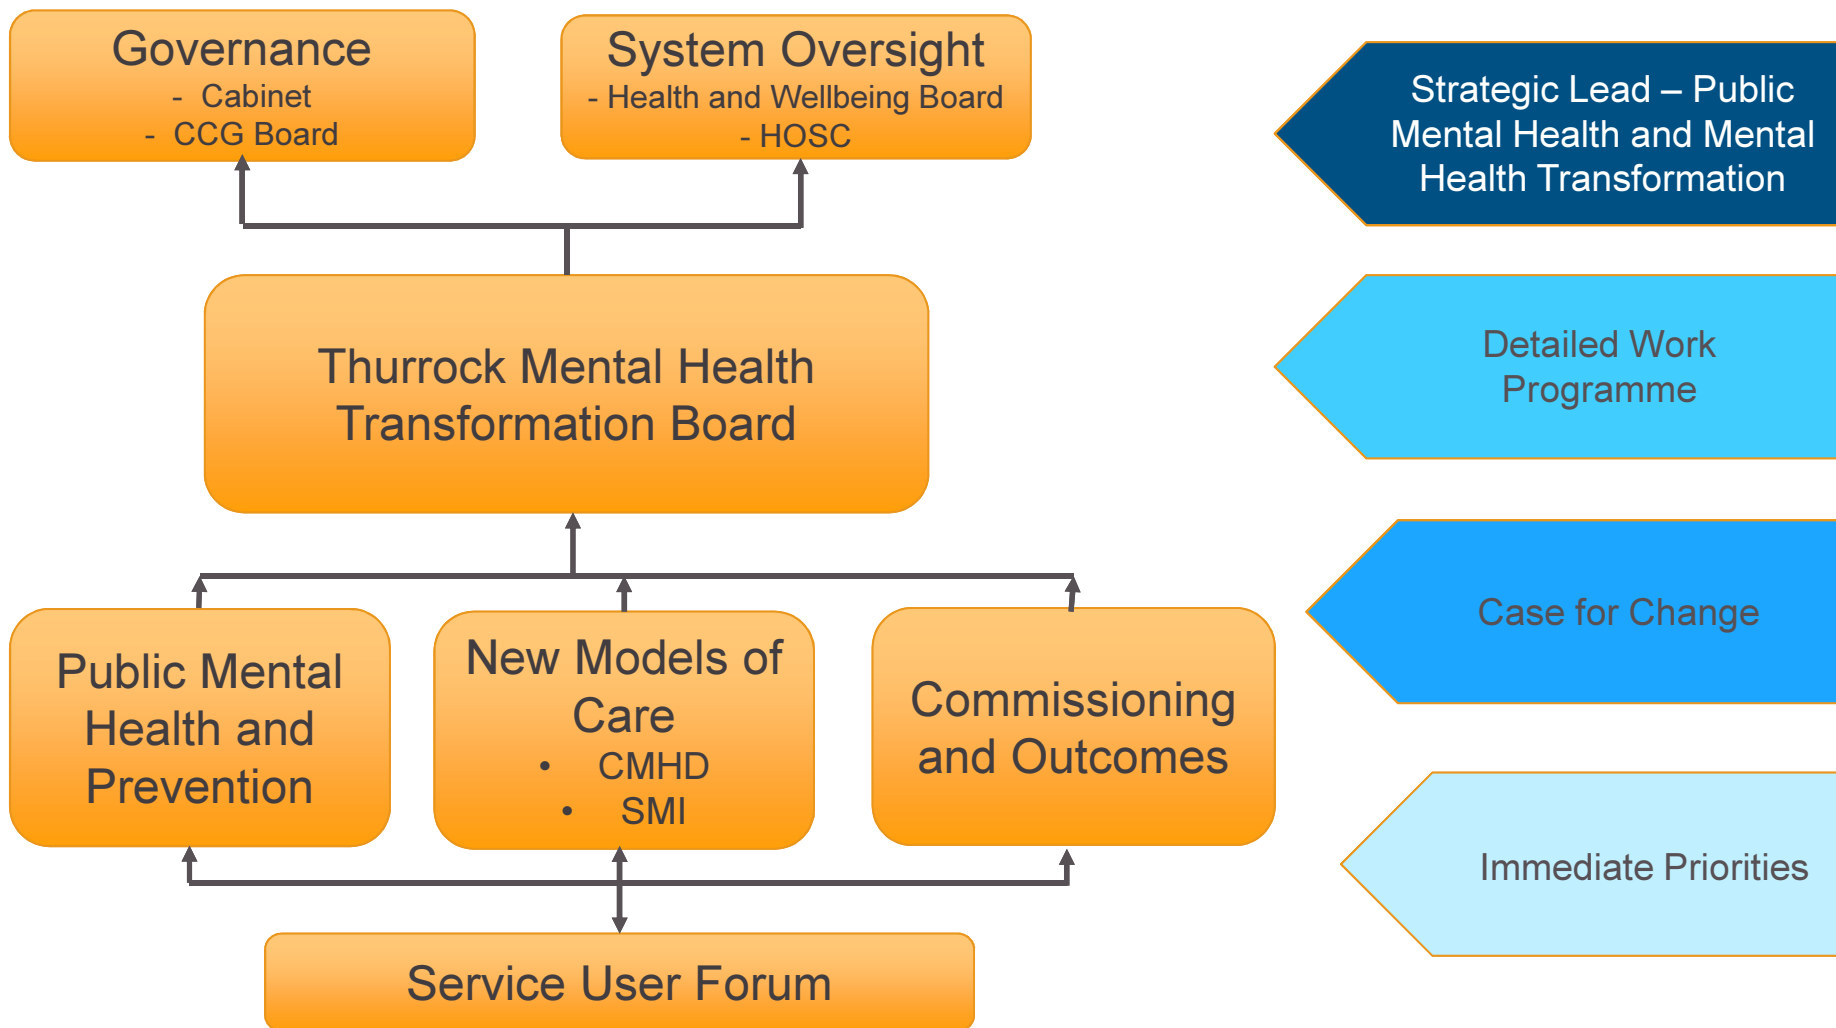 Governance
- Cabinet
- CCG Board
System Oversight
- Health and Wellbeing Board
- HOSC
Strategic Lead – Public
Mental Health and Mental
Health Transformation
Thurrock Mental Health
Transformation Board
Detailed Work
Programme
Case for Change
Public Mental
Health and
Prevention
New Models of
Care
• CMHD
• SMI
Commissioning
and Outcomes
Immediate Priorities
Service User Forum